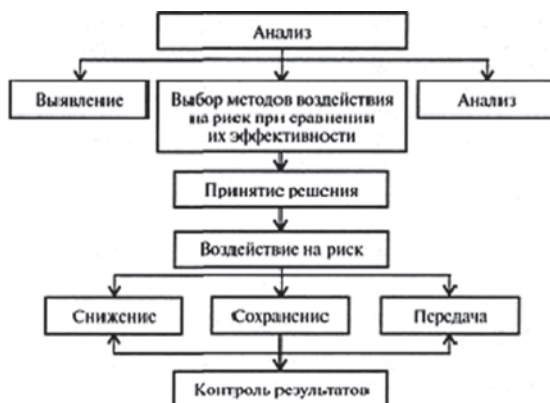 Анализ
Выявление
Выбор методов воздействия
на риск при сравнении
их эффективности
Анализ
Принятие решения
Воздействие на риск
Снижение
Сохранение
Передача
Контроль результатов